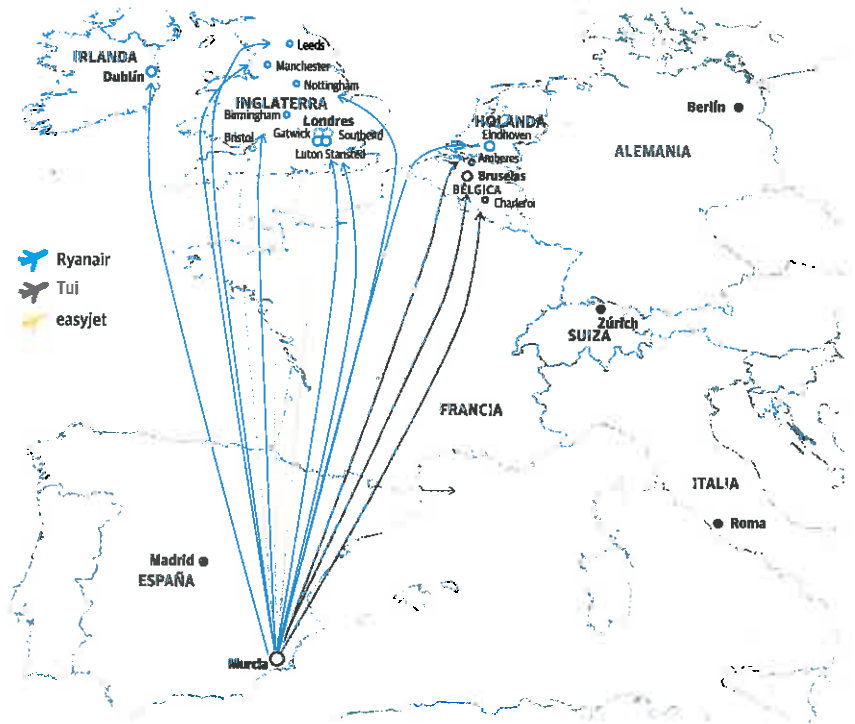 IRLANDA
Dublín
Leeds
Manchester
Nottingham
INGLATERRA
Birmingham
Londres
Bristol
Gatwick
Southend
Luton Stansted
HOLANDA
Eindhoven
Amberes
Bruselas
BÉLGICA
Charleroi
Berlín
ALEMANIA
Ryanair
Tui
easyjet
Zúrich
SUIZA
FRANCIA
ITALIA
Roma
Madrid
ESPAÑA
Murcia